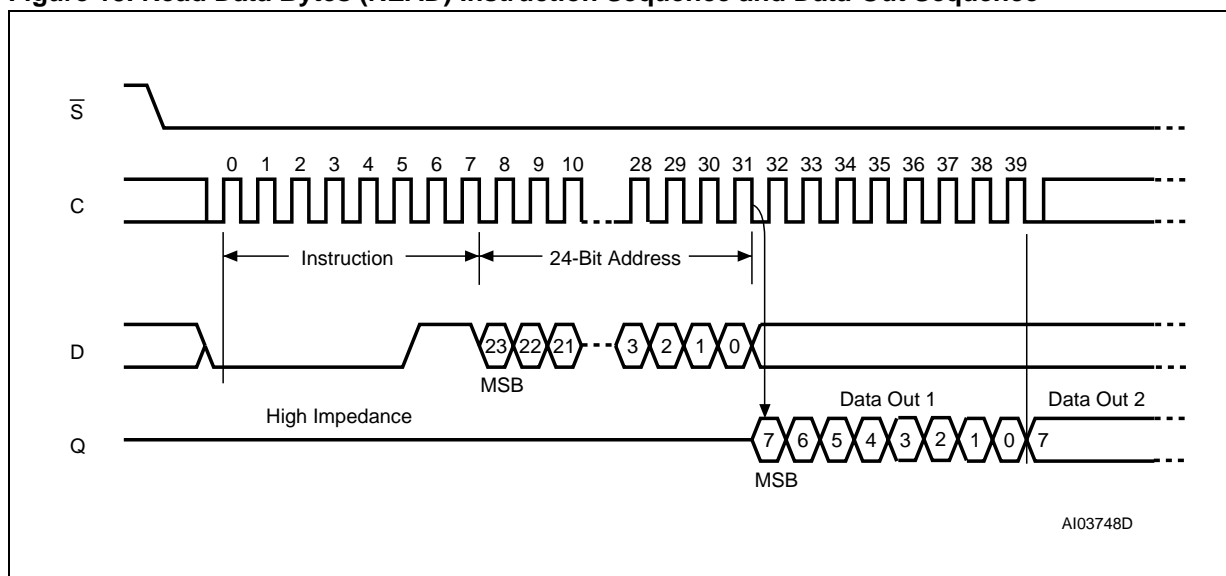 Figure Read Data Bytes (READ) Instruction Sequence and Data-Out Sequence
S̅
0 1 2 3 4 5 6 7 8 9 10 28 29 30 31 32 33 34 35 36 37 38 39
C
Instruction 24-Bit Address
D 23 22 21 3 2 1 0
MSB
High Impedance Data Out 1 Data Out 2
Q 7 6 5 4 3 2 1 0 7
MSB
AI03748D